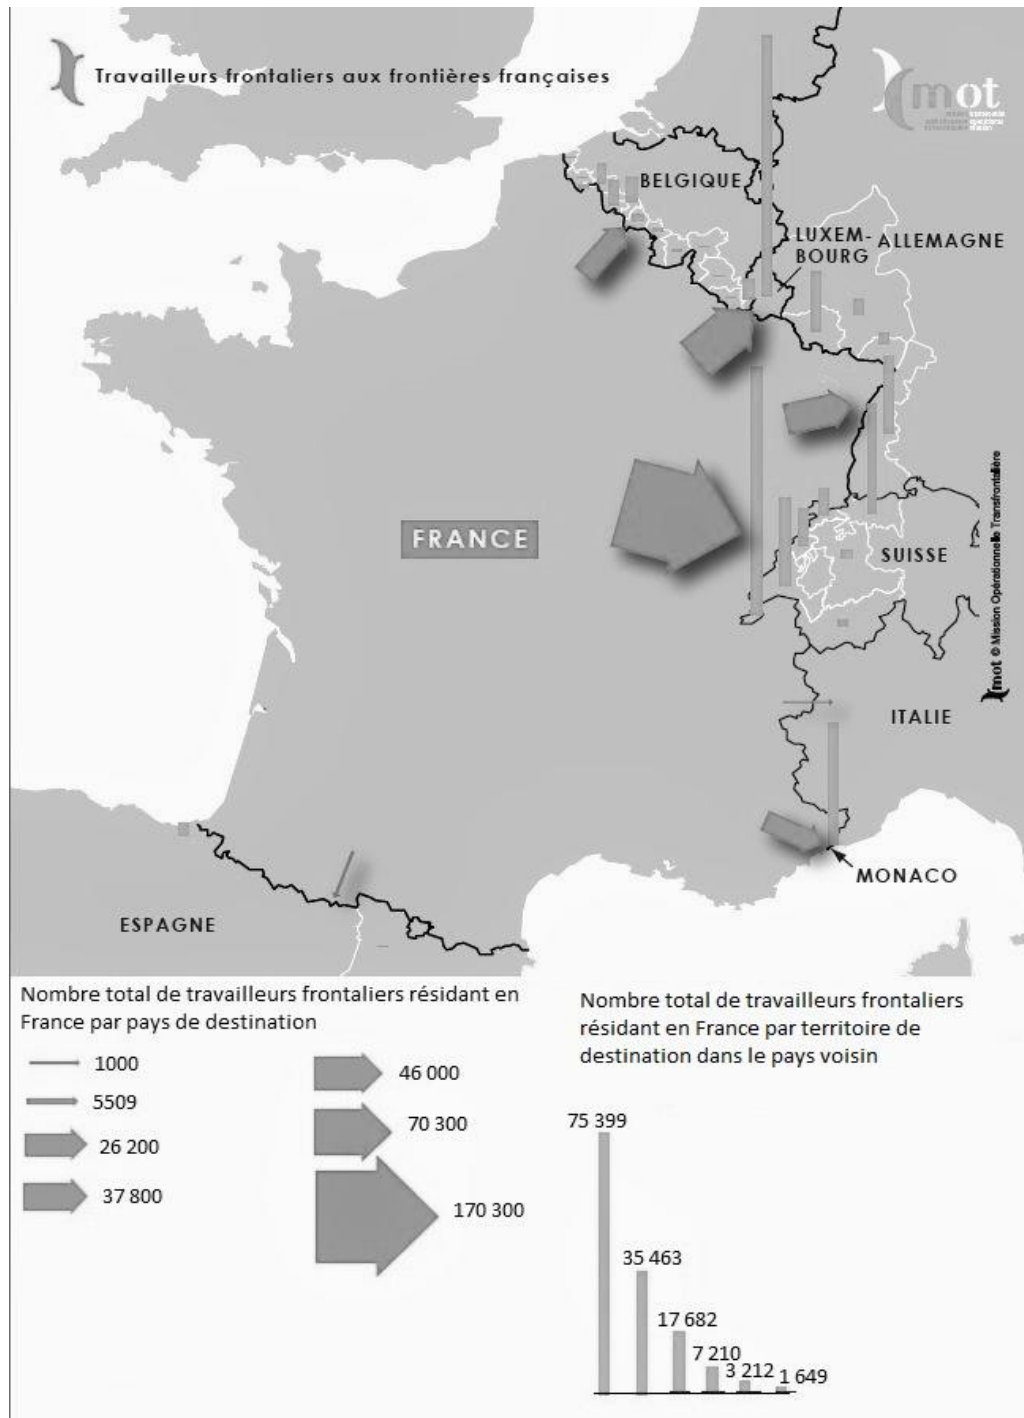 Travailleurs frontaliers aux frontières françaises
mot
BELGIQUE
LUXEM-
BOURG
ALLEMAGNE
FRANCE
SUISSE
mot © Mission Opérationnelle Transfrontalière
ITALIE
MONACO
ESPAGNE
Nombre total de travailleurs frontaliers résidant en
France par pays de destination
1000
5509
26 200
37 800
46 000
70 300
170 300
Nombre total de travailleurs frontaliers
résidant en France par territoire de
destination dans le pays voisin
75 399
35 463
17 682
7 210
3 212
1 649